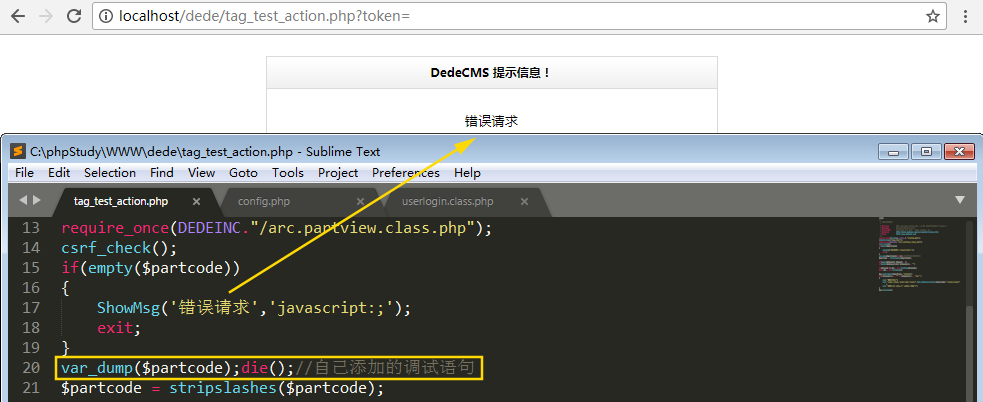 localhost/dede/tag_test_action.php?token=
DedeCMS 提示信息！
错误请求
C:\phpStudy\WWW\dede\tag_test_action.php - Sublime Text
File Edit Selection Find View Goto Tools Project Preferences Help
tag_test_action.php × config.php × userlogin.class.php ×
13 require_once(DEDEINC."/arc.partview.class.php");
14 csrf_check();
15 if(empty($partcode))
16 {
17     ShowMsg('错误请求','javascript:;');
18     exit;
19 }
20 var_dump($partcode);die();//自己添加的调试语句
21 $partcode = stripslashes($partcode);